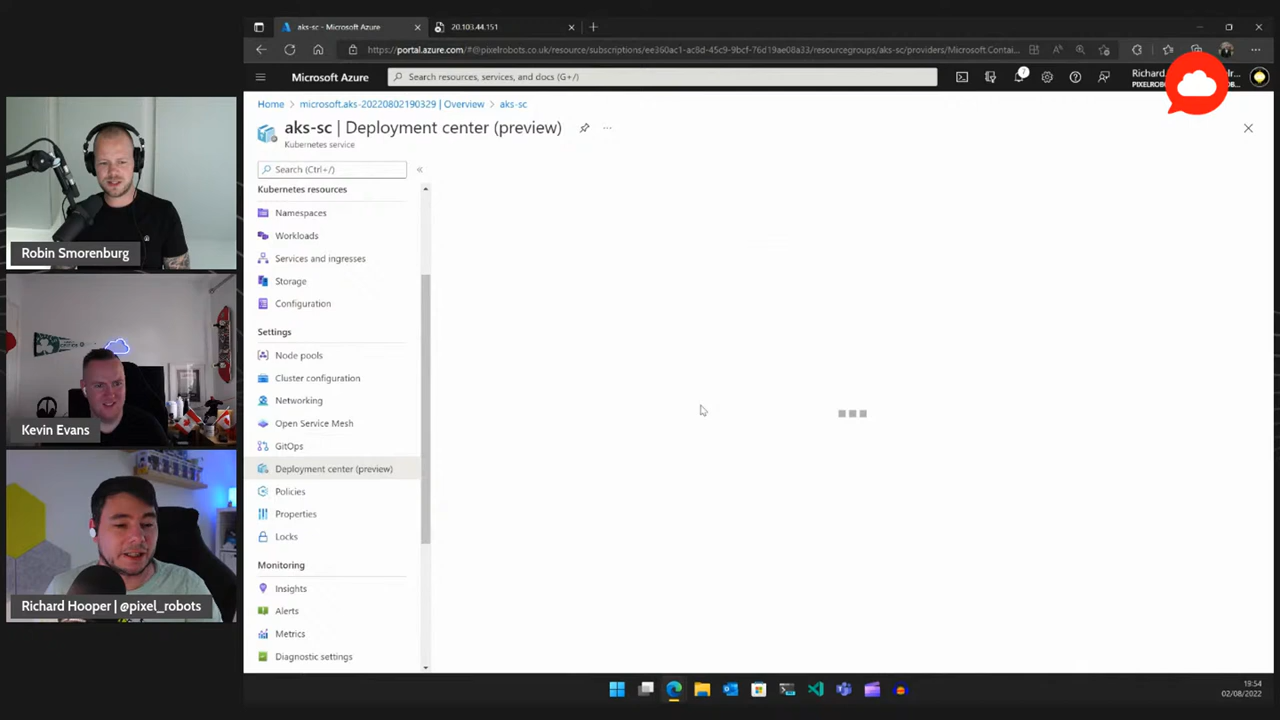 aks-sc - Microsoft Azure
20.103.44.151
https://portal.azure.com/#@pixelrobots.co.uk/resource/subscriptions/ee360ac1-ac8d-45c9-9bcf-76d19ae08a33/resourcegroups/aks-sc/providers/Microsoft.Contai...
Microsoft Azure
Search resources, services, and docs (G+/)
7
Home > microsoft.aks-20220802190329 | Overview > aks-sc
aks-sc | Deployment center (preview)
Kubernetes service
Search (Ctrl+/)
Kubernetes resources
Namespaces
Workloads
Services and ingresses
Storage
Configuration
Settings
Node pools
Cluster configuration
Networking
Open Service Mesh
GitOps
Deployment center (preview)
Policies
Properties
Locks
Monitoring
Insights
Alerts
Metrics
Diagnostic settings
Robin Smorenburg
Kevin Evans
Richard Hooper | @pixel_robots
19:54
02/08/2022